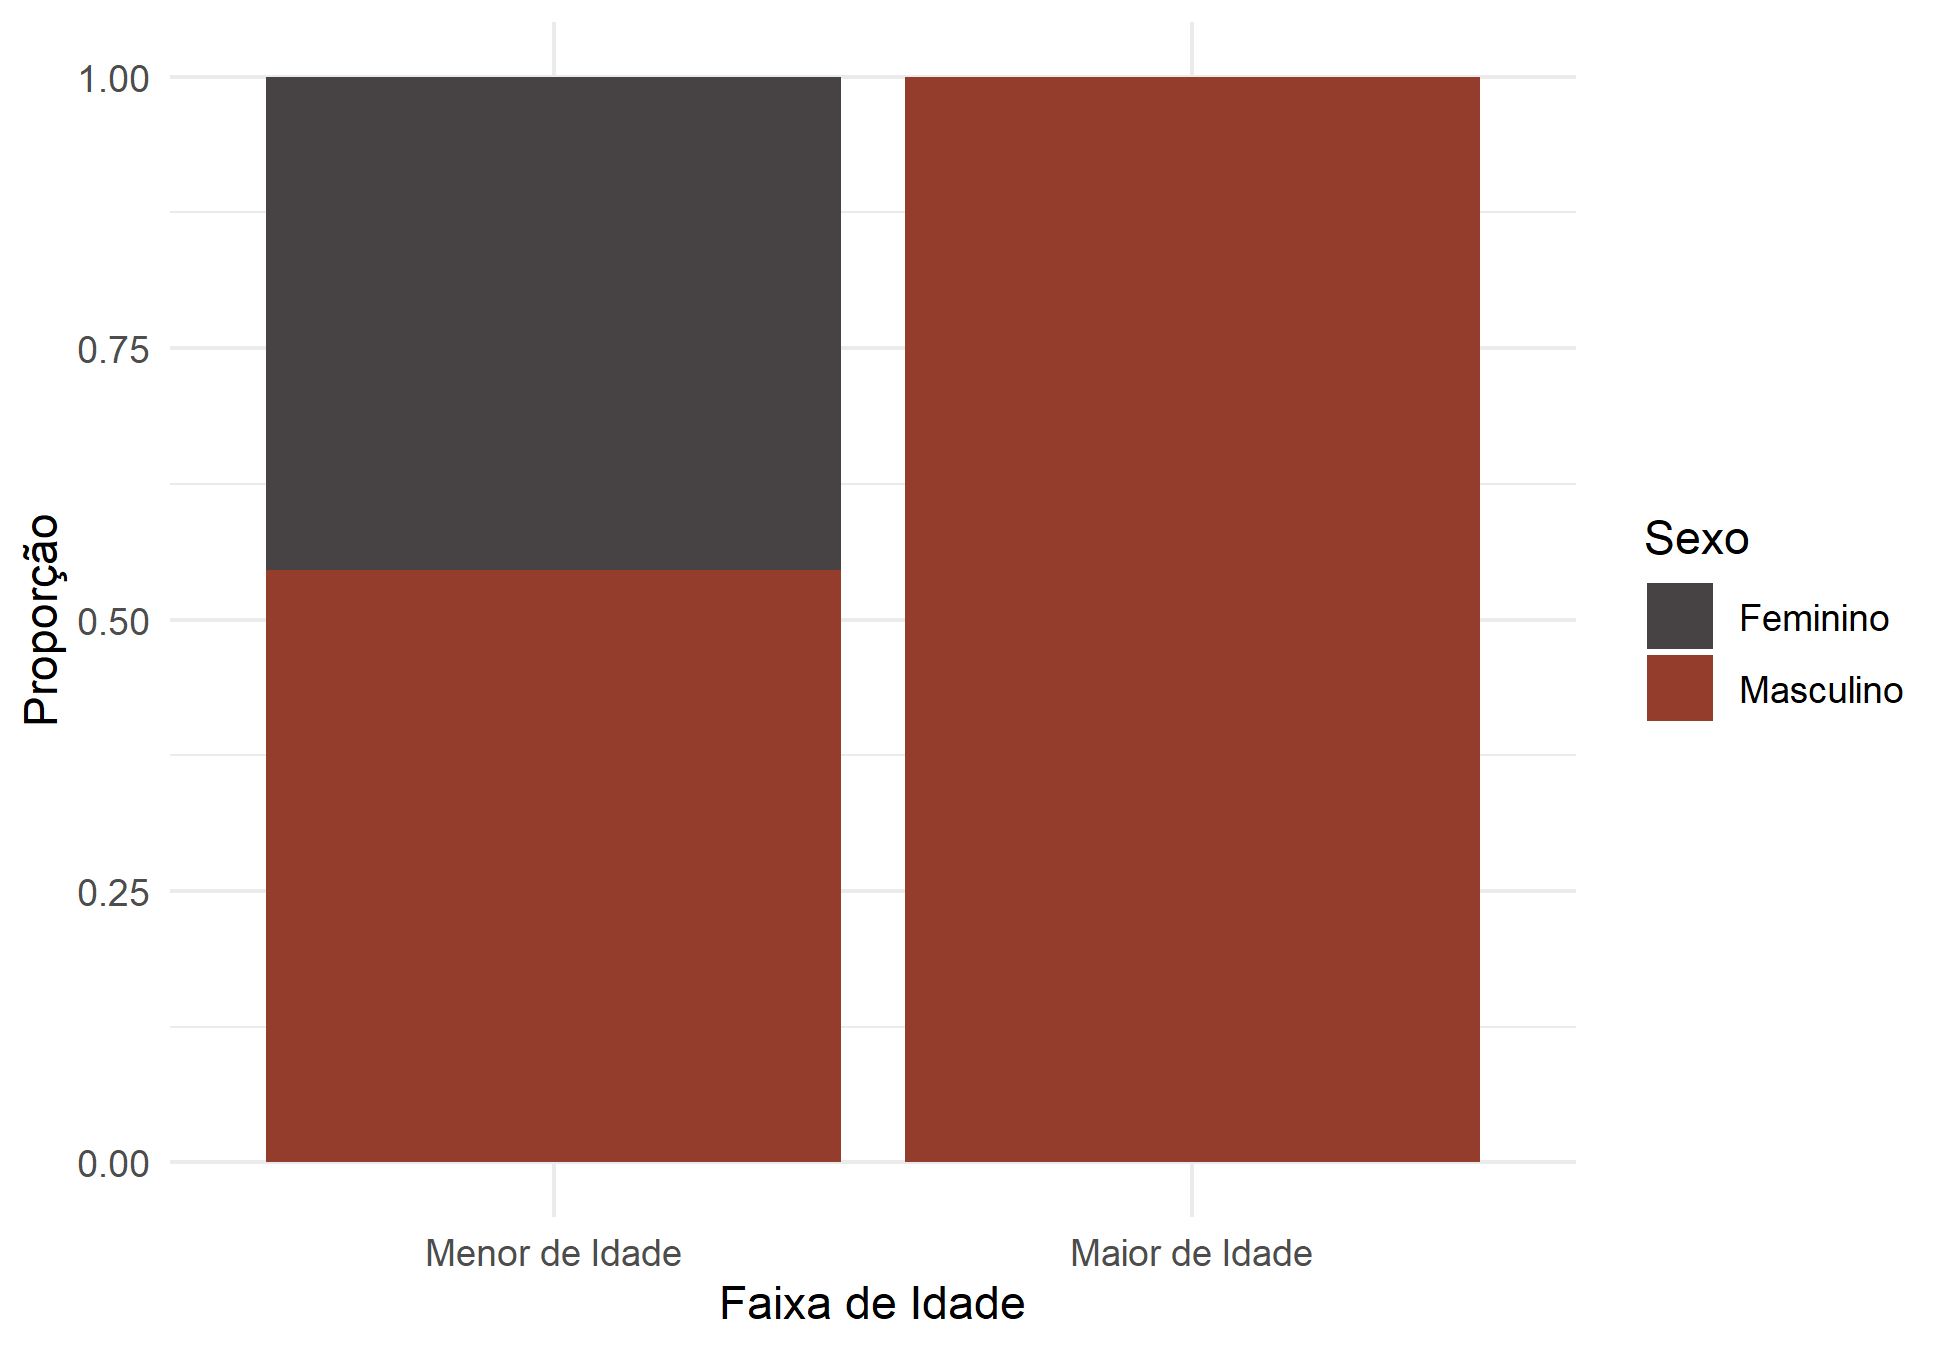 1.00
0.75
0.50
0.25
0.00
Proporção
Menor de Idade
Maior de Idade
Faixa de Idade
Sexo
Feminino
Masculino